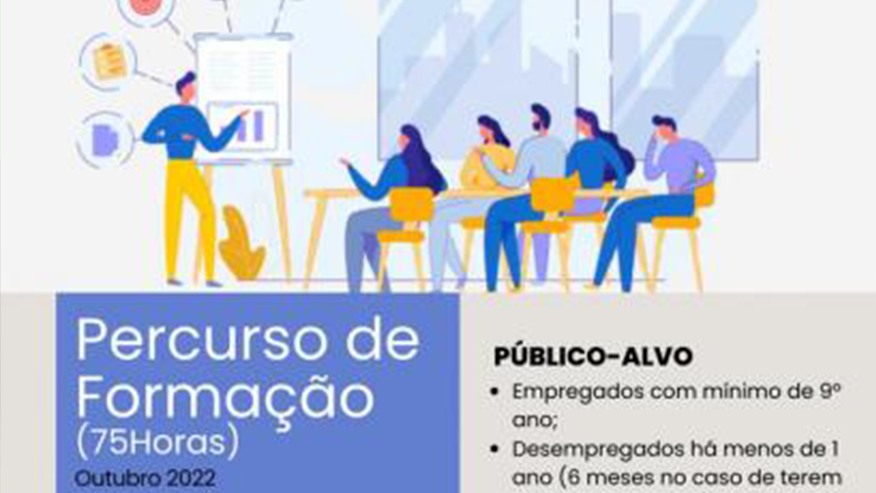 Percurso de
Formação
(75Horas)
Outubro 2022
PÚBLICO-ALVO
• Empregados com mínimo de 9º
ano;
• Desempregados há menos de 1
ano (6 meses no caso de terem